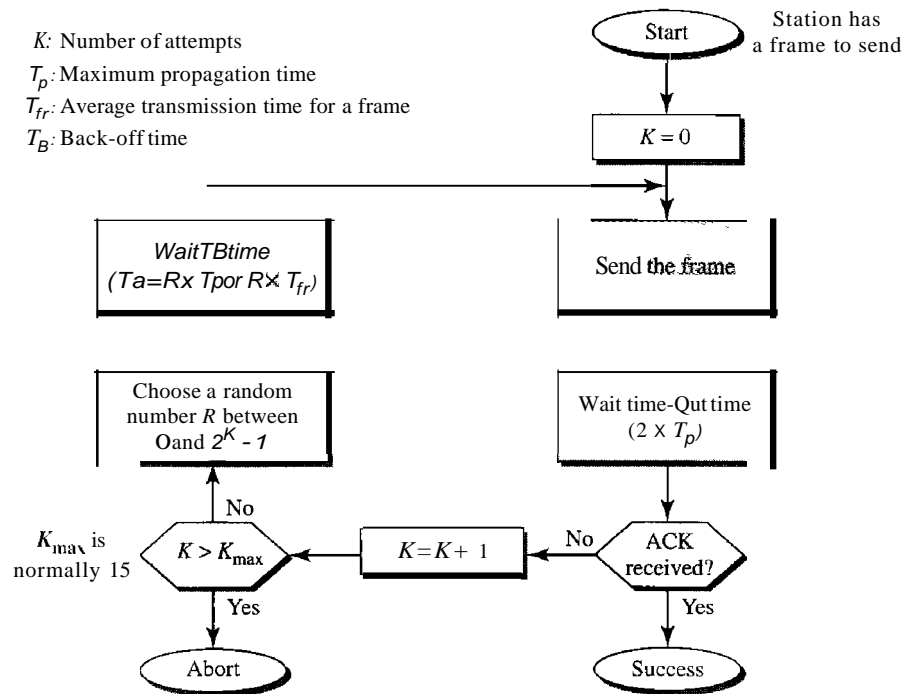 K: Number of attempts
Tp: Maximum propagation time
Tfr: Average transmission time for a frame
TB: Back-off time
Start
Station has
a frame to send
K = 0
WaitTBtime
(Ta=Rx Tpor R× Tfr)
Send the frame
Choose a random
number R between
Oand 2^K - 1
Wait time-Qut time
(2 × Tp)
No
Kmax is
normally 15
K > Kmax
K = K + 1
No
ACK
received?
Yes
Yes
Abort
Success